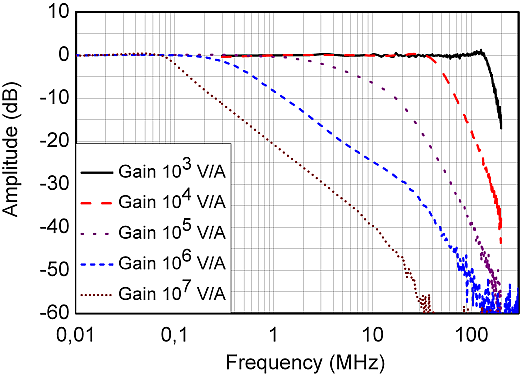 Amplitude (dB)
10
0
-10
-20
-30
-40
-50
-60
Gain 10³ V/A
Gain 10⁴ V/A
Gain 10⁵ V/A
Gain 10⁶ V/A
Gain 10⁷ V/A
0,01 0,1 1 10 100
Frequency (MHz)